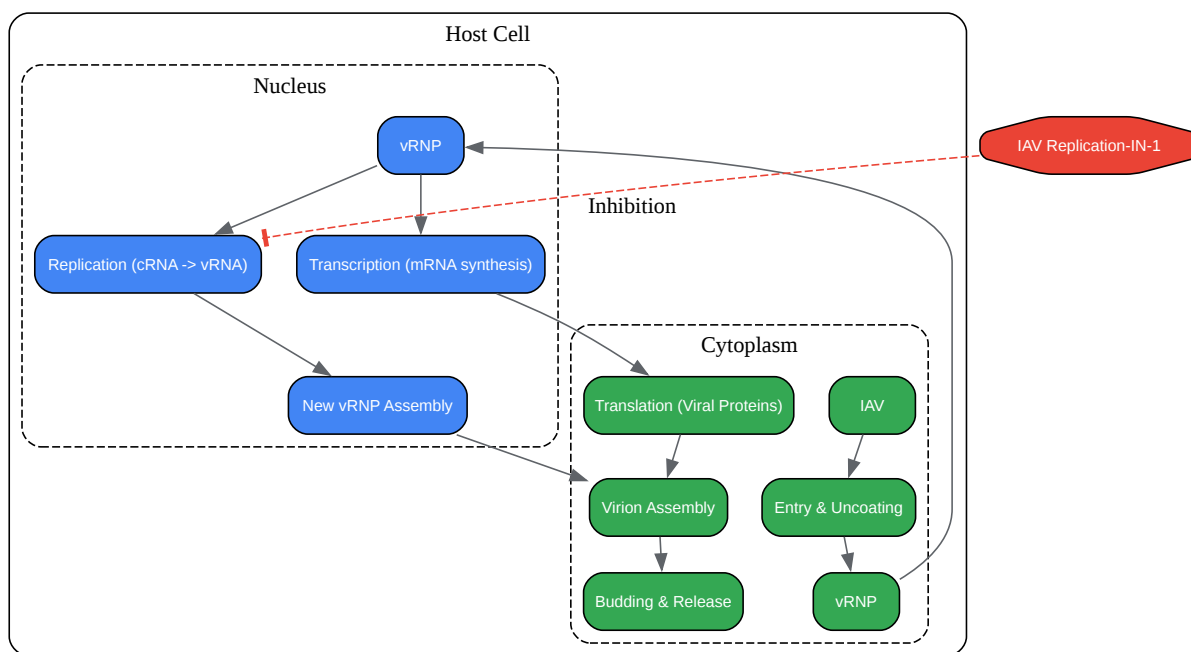 Host Cell
Nucleus
vRNP
IAV Replication-IN-1
Inhibition
Replication (cRNA -> vRNA)
Transcription (mRNA synthesis)
Cytoplasm
New vRNP Assembly
Translation (Viral Proteins)
IAV
Virion Assembly
Entry & Uncoating
Budding & Release
vRNP